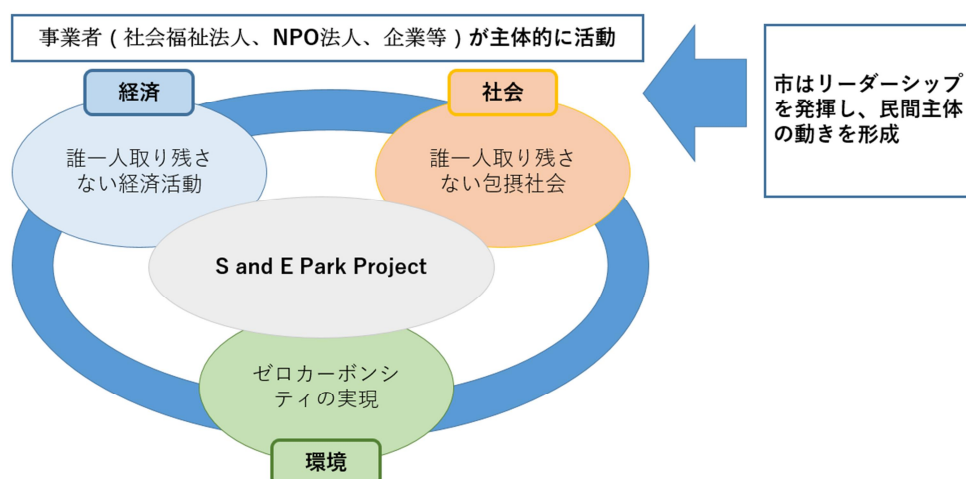 事業者(社会福祉法人、NPO法人、企業等)が主体的に活動
経済
社会
市はリーダーシップ
を発揮し、民間主体
の動きを形成
誰一人取り残さ
ない経済活動
誰一人取り残さ
ない包摂社会
S and E Park Project
ゼロカーボンシ
ティの実現
環境